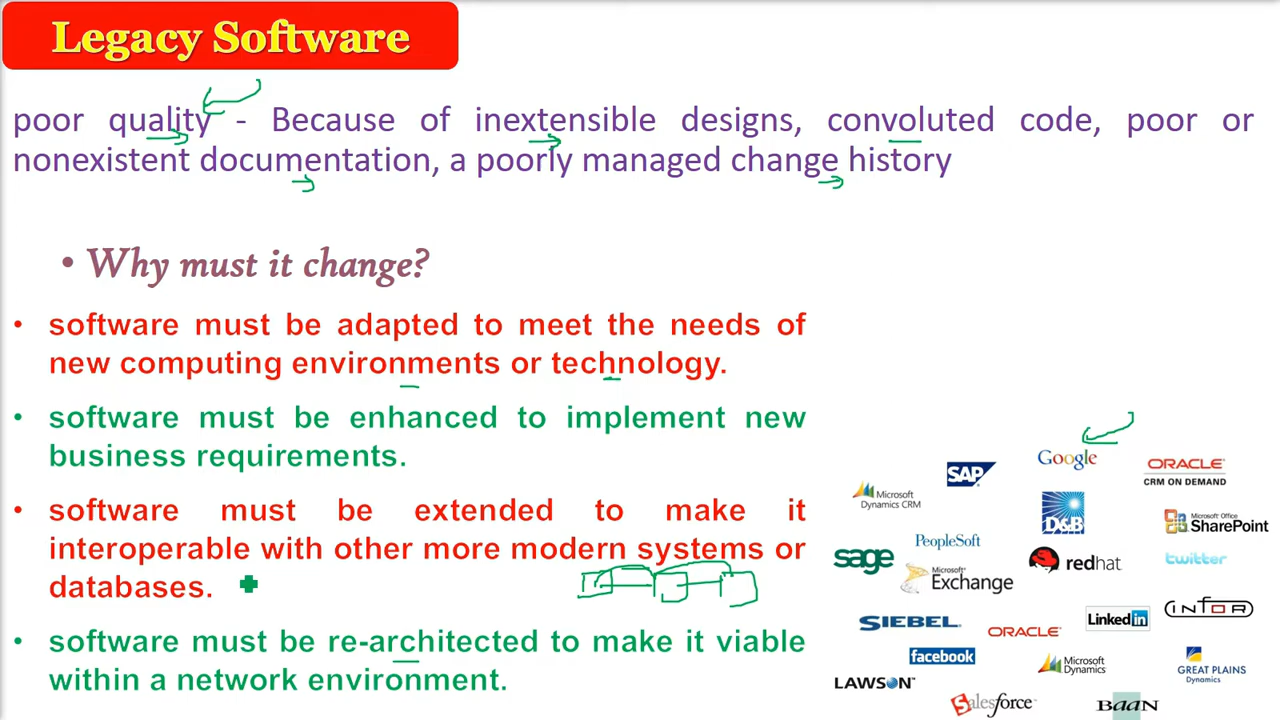 Legacy Software
poor quality - Because of inextensible designs, convoluted code, poor or
nonexistent documentation, a poorly managed change history
• Why must it change?
• software must be adapted to meet the needs of
new computing environments or technology.
• software must be enhanced to implement new
business requirements.
• software must be extended to make it
interoperable with other more modern systems or
databases.
• software must be re-architected to make it viable
within a network environment.
Google
SAP
ORACLE
CRM ON DEMAND
Microsoft
Dynamics CRM
D&B
Microsoft Office
SharePoint
PeopleSoft
sage
Microsoft
Exchange
redhat
twitter
SIEBEL
ORACLE
LinkedIn
INFOR
facebook
Microsoft
Dynamics
GREAT PLAINS
Dynamics
LAWSON
Salesforce
BaaN